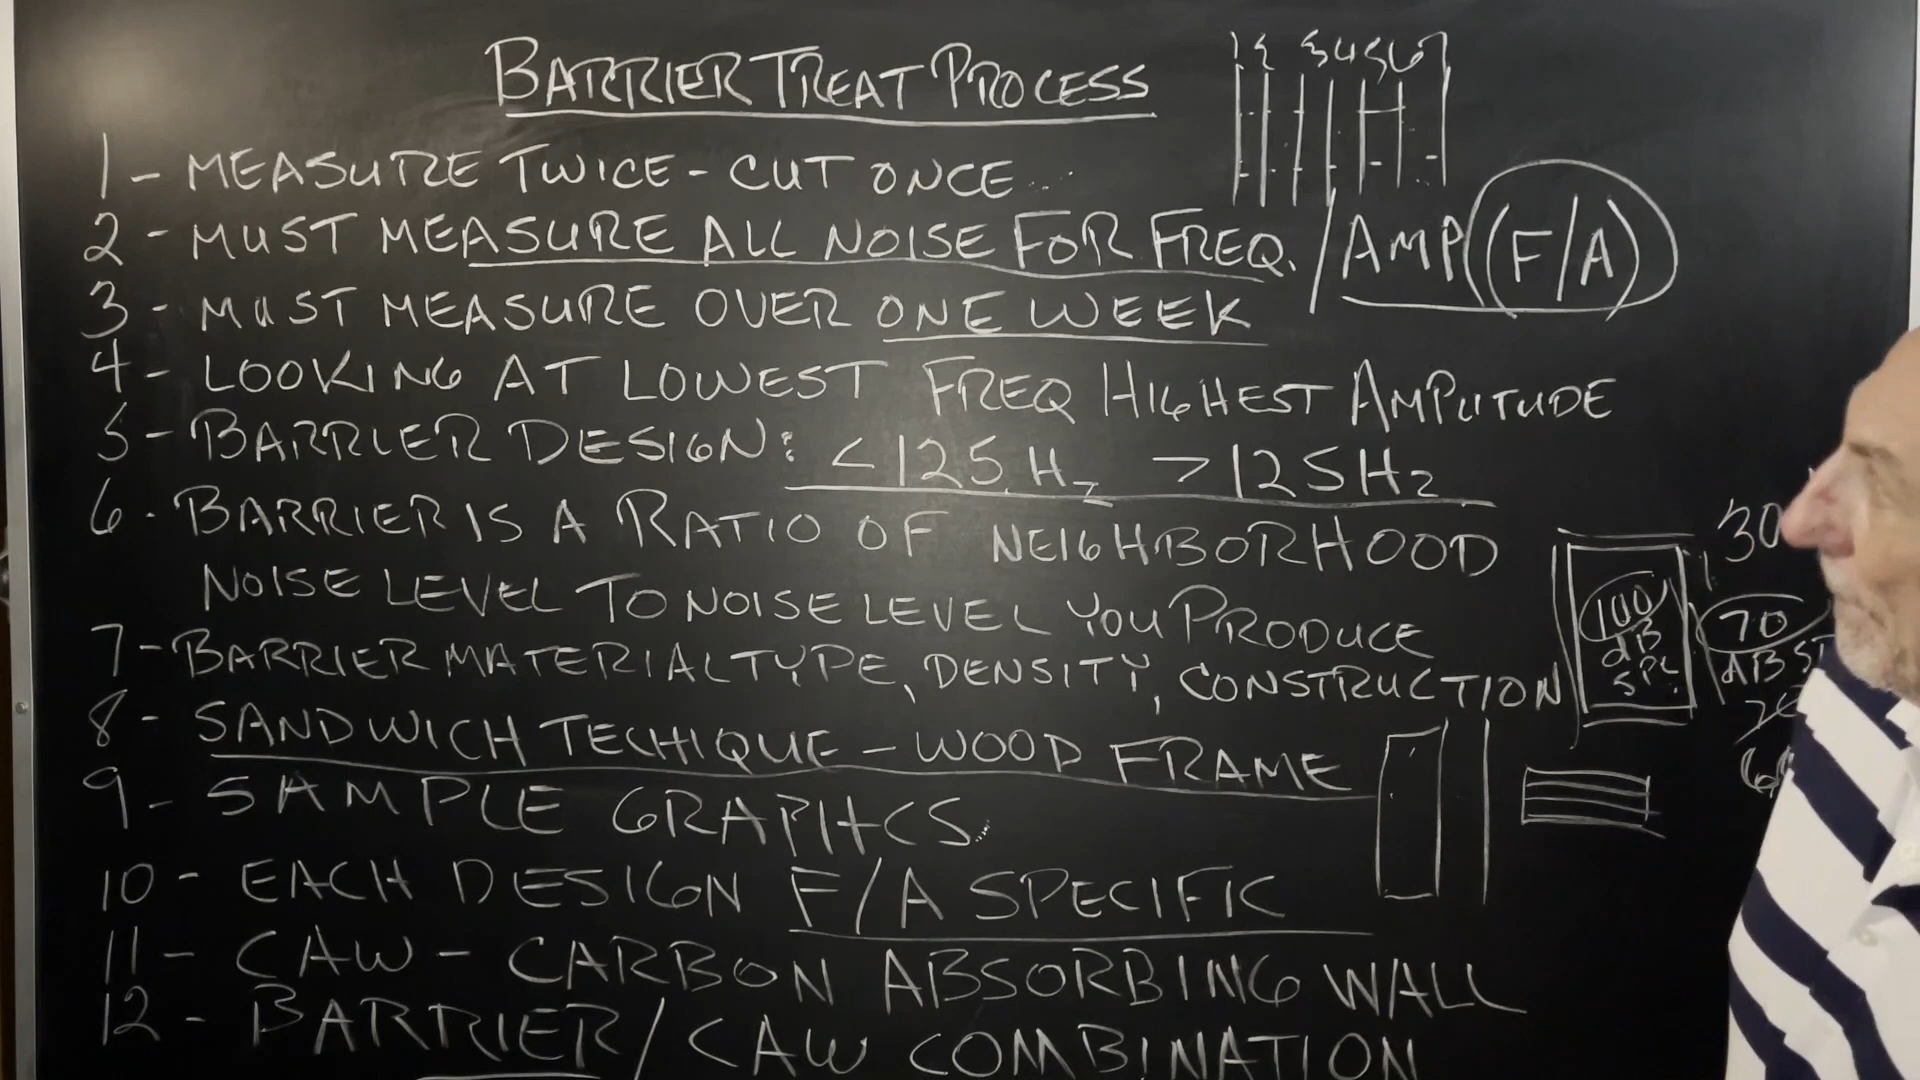 BARRIER TREAT PROCESS
1 - MEASURE TWICE - CUT ONCE...
2 - MUST MEASURE ALL NOISE FOR FREQ. / AMP (F/A)
3 - MUST MEASURE OVER ONE WEEK
4 - LOOKING AT LOWEST FREQ HIGHEST AMPLITUDE
5 - BARRIER DESIGN: <125 Hz >125 Hz
6 - BARRIER IS A RATIO OF NEIGHBORHOOD
NOISE LEVEL TO NOISE LEVEL YOU PRODUCE
7 - BARRIER MATERIAL TYPE, DENSITY, CONSTRUCTION
8 - SANDWICH TECHIQUE - WOOD FRAME
9 - SAMPLE GRAPHICS...
10 - EACH DESIGN F/A SPECIFIC
11 - CAW - CARBON ABSORBING WALL
12 - BARRIER / CAW COMBINATION
30
100
dB
SPL
70